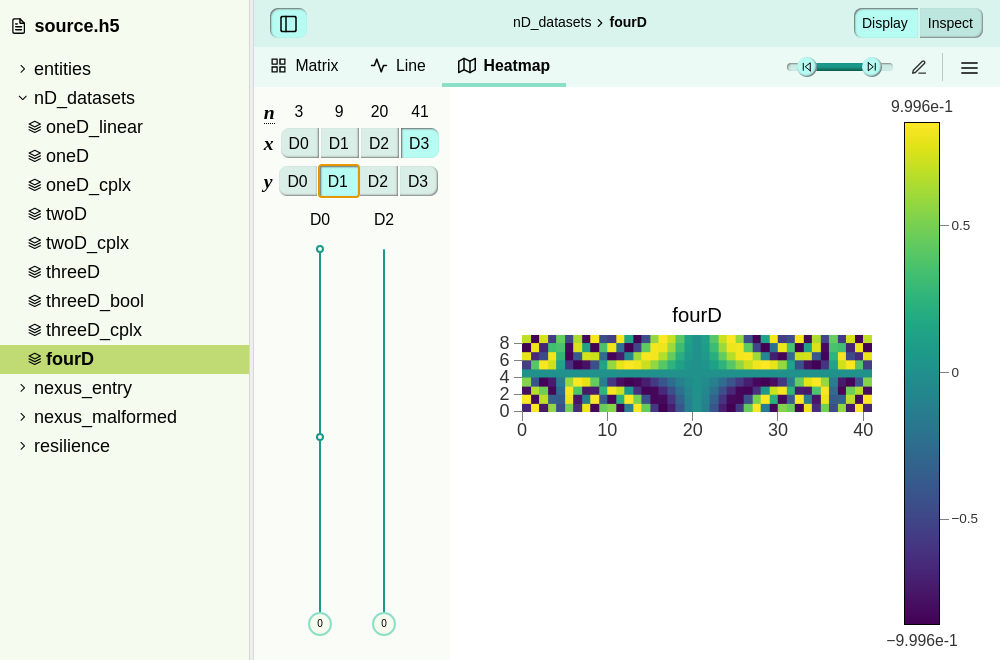 source.h5
entities
nD_datasets
oneD_linear
oneD
oneD_cplx
twoD
twoD_cplx
threeD
threeD_bool
threeD_cplx
fourD
nexus_entry
nexus_malformed
resilience
nD_datasets › fourD
Display Inspect
Matrix Line Heatmap
n 3 9 20 41
x D0 D1 D2 D3
y D0 D1 D2 D3
D0 D2
0 0
fourD
8
6
4
2
0
0 10 20 30 40
9.996e-1
0.5
0
−0.5
−9.996e-1